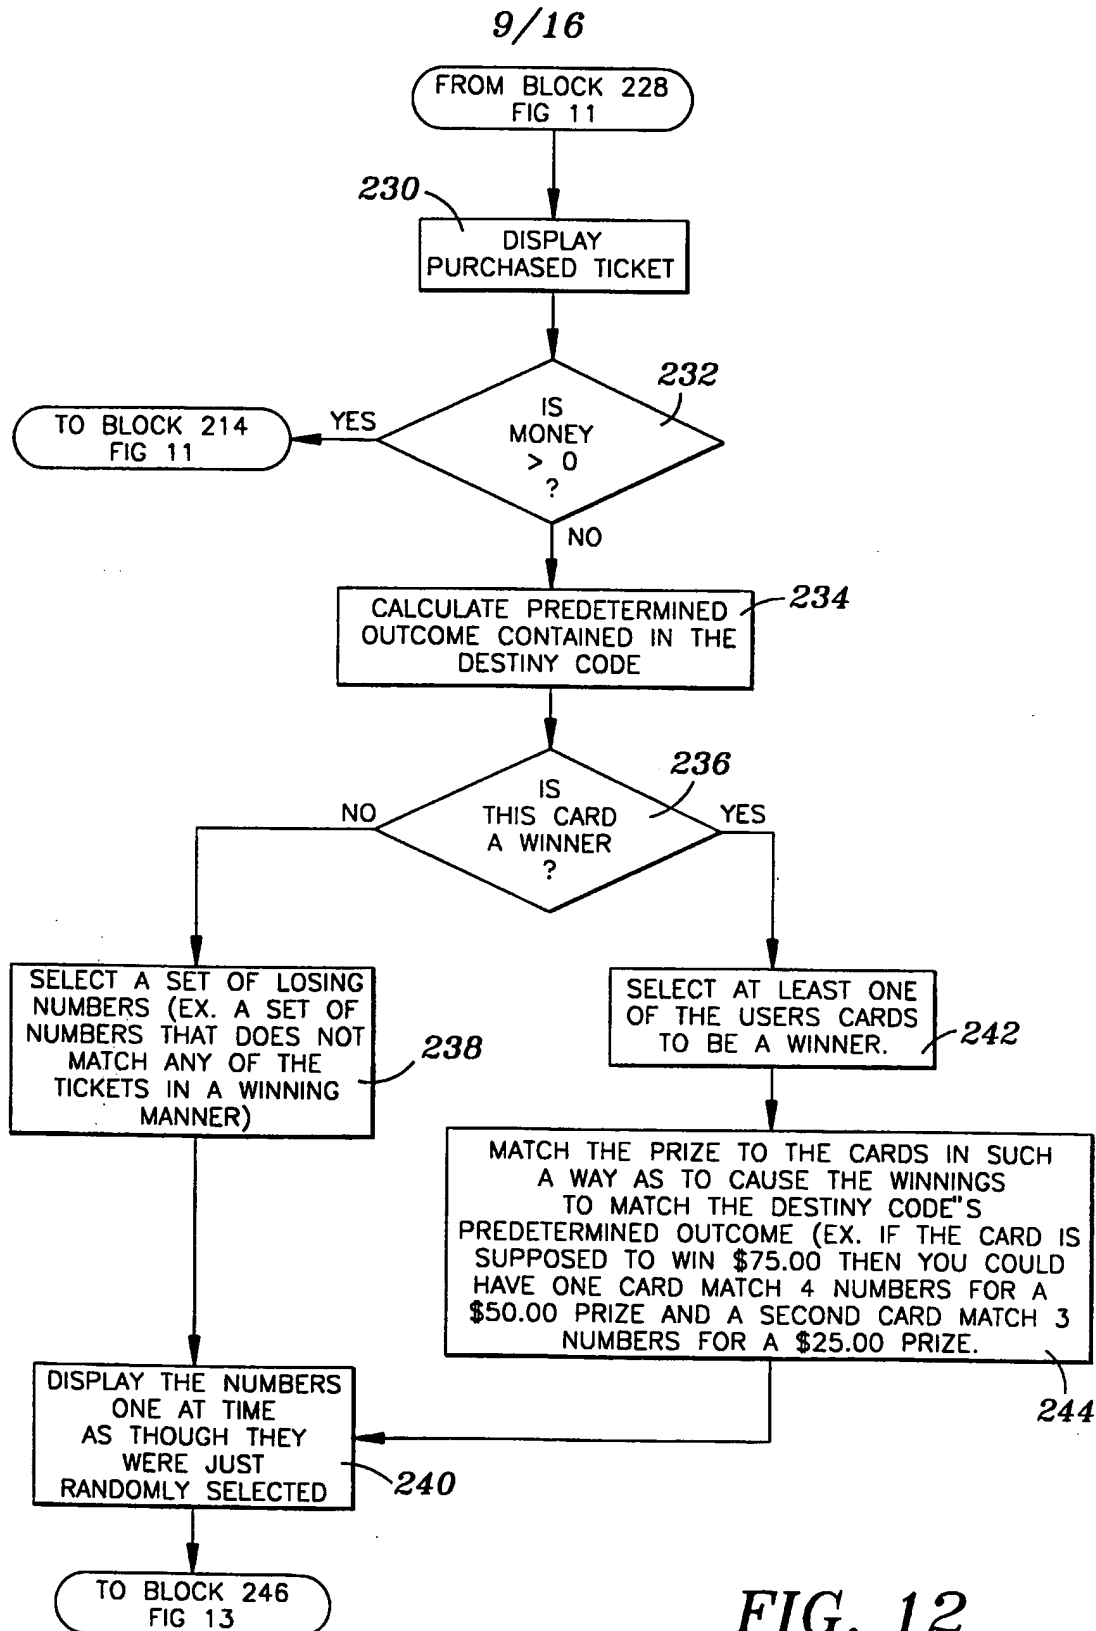 9/16
FROM BLOCK 228
FIG 11
230
DISPLAY
PURCHASED TICKET
232
IS
MONEY
> 0
?
YES
TO BLOCK 214
FIG 11
NO
234
CALCULATE PREDETERMINED
OUTCOME CONTAINED IN THE
DESTINY CODE
236
IS
THIS CARD
A WINNER
?
NO
YES
SELECT A SET OF LOSING
NUMBERS (EX. A SET OF
NUMBERS THAT DOES NOT
MATCH ANY OF THE
TICKETS IN A WINNING
MANNER)
238
SELECT AT LEAST ONE
OF THE USERS CARDS
TO BE A WINNER.
242
MATCH THE PRIZE TO THE CARDS IN SUCH
A WAY AS TO CAUSE THE WINNINGS
TO MATCH THE DESTINY CODE"S
PREDETERMINED OUTCOME (EX. IF THE CARD IS
SUPPOSED TO WIN $75.00 THEN YOU COULD
HAVE ONE CARD MATCH 4 NUMBERS FOR A
$50.00 PRIZE AND A SECOND CARD MATCH 3
NUMBERS FOR A $25.00 PRIZE.
244
DISPLAY THE NUMBERS
ONE AT TIME
AS THOUGH THEY
WERE JUST
RANDOMLY SELECTED
240
TO BLOCK 246
FIG 13
FIG. 12